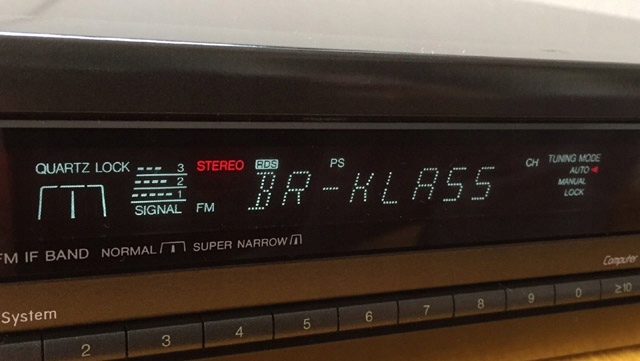 QUARTZ LOCK
3
2
1
SIGNAL
STEREO
RDS
PS
FM
BR-KLASS
CH
TUNING MODE
AUTO
MANUAL
LOCK
FM IF BAND NORMAL SUPER NARROW
Computer
System
2 3 4 5 6 7 8 9 0 ≥10